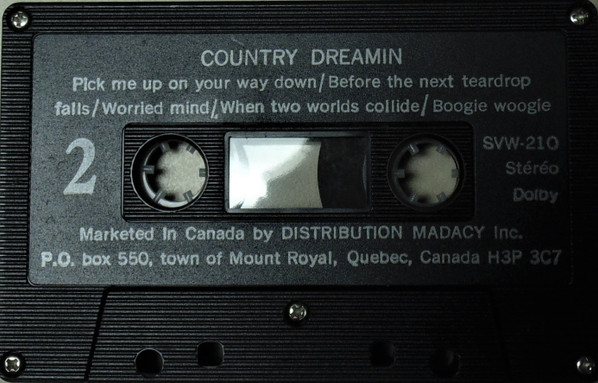 COUNTRY DREAMIN
Pick me up on your way down/Before the next teardrop
falls/Worried mind/When two worlds collide/Boogie woogie
2
SVW-210
Stéréo
Dolby
Marketed In Canada by DISTRIBUTION MADACY Inc.
P.O. box 550, town of Mount Royal, Quebec, Canada H3P 3C7